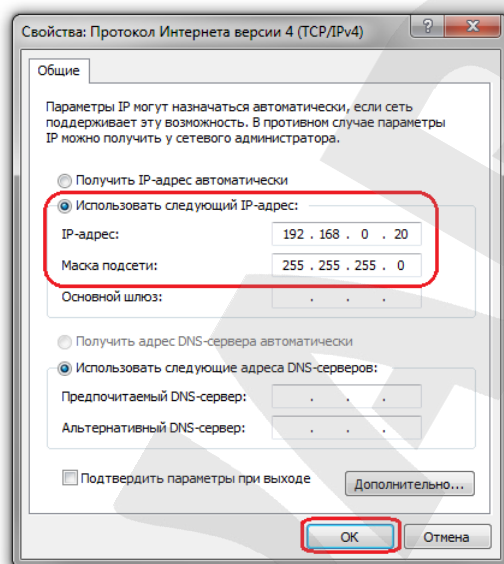 Свойства: Протокол Интернета версии 4 (TCP/IPv4)
Общие
Параметры IP могут назначаться автоматически, если сеть
поддерживает эту возможность. В противном случае параметры
IP можно получить у сетевого администратора.
Получить IP-адрес автоматически
Использовать следующий IP-адрес:
IP-адрес: 192 . 168 . 0 . 20
Маска подсети: 255 . 255 . 255 . 0
Основной шлюз: . . .
Получить адрес DNS-сервера автоматически
Использовать следующие адреса DNS-серверов:
Предпочитаемый DNS-сервер: . . .
Альтернативный DNS-сервер: . . .
Подтвердить параметры при выходе
Дополнительно...
ОК Отмена